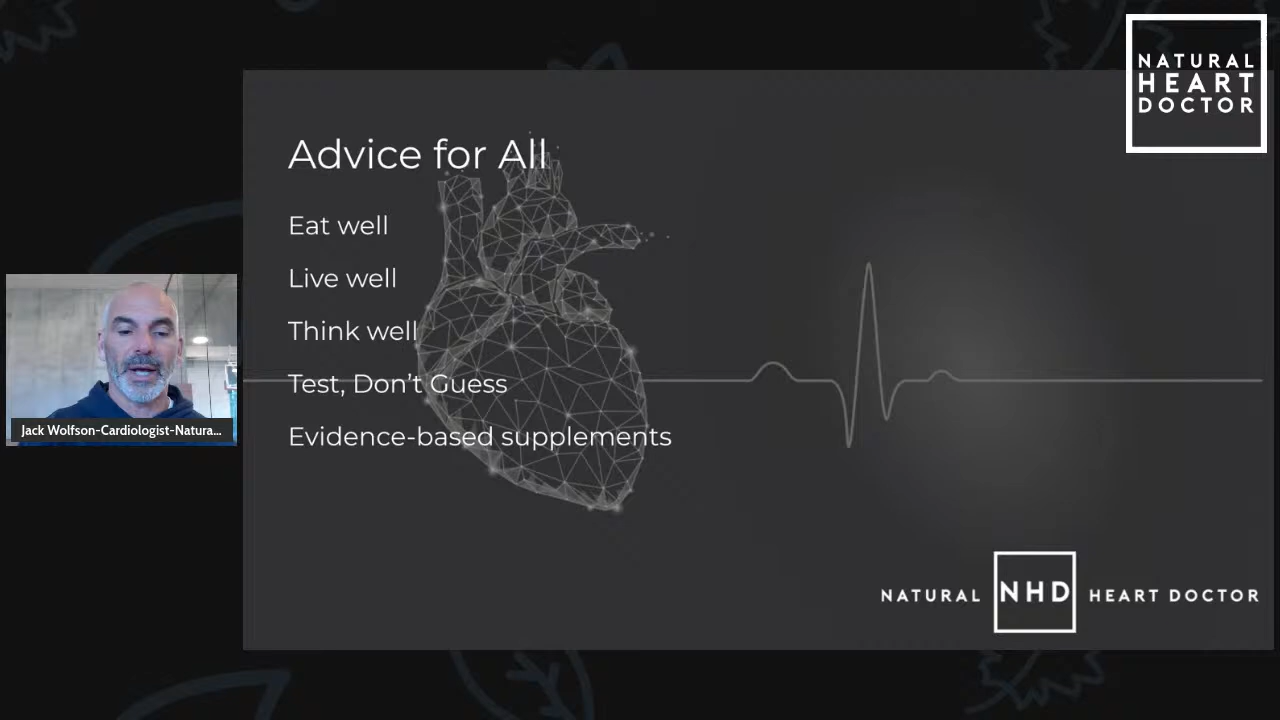 NATURAL
HEART
DOCTOR
Advice for All
Eat well
Live well
Think well
Test, Don’t Guess
Evidence-based supplements
Jack Wolfson-Cardiologist-Natura...
NATURAL NHD HEART DOCTOR